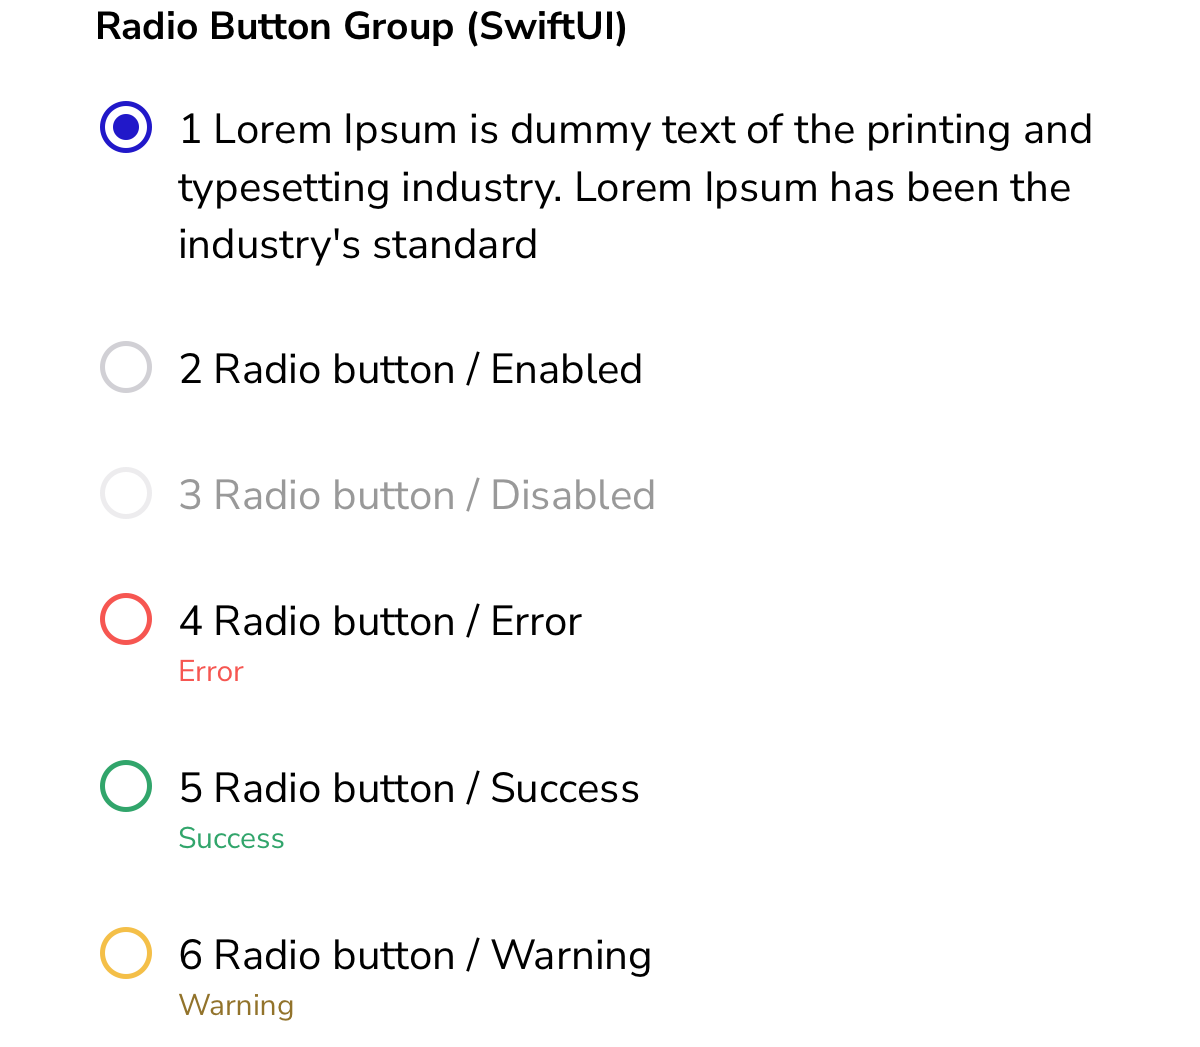 Radio Button Group (SwiftUI)
1 Lorem Ipsum is dummy text of the printing and
typesetting industry. Lorem Ipsum has been the
industry's standard
2 Radio button / Enabled
3 Radio button / Disabled
4 Radio button / Error
Error
5 Radio button / Success
Success
6 Radio button / Warning
Warning